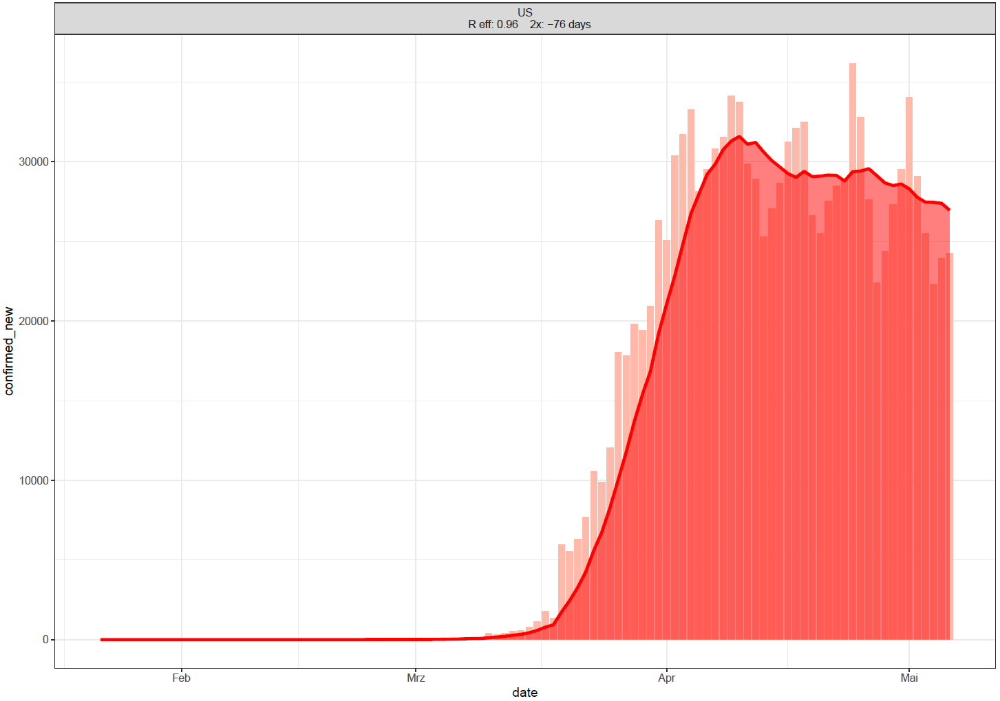 US
R eff: 0.96    2x: −76 days
confirmed_new
30000
20000
10000
0
Feb
Mrz
Apr
Mai
date